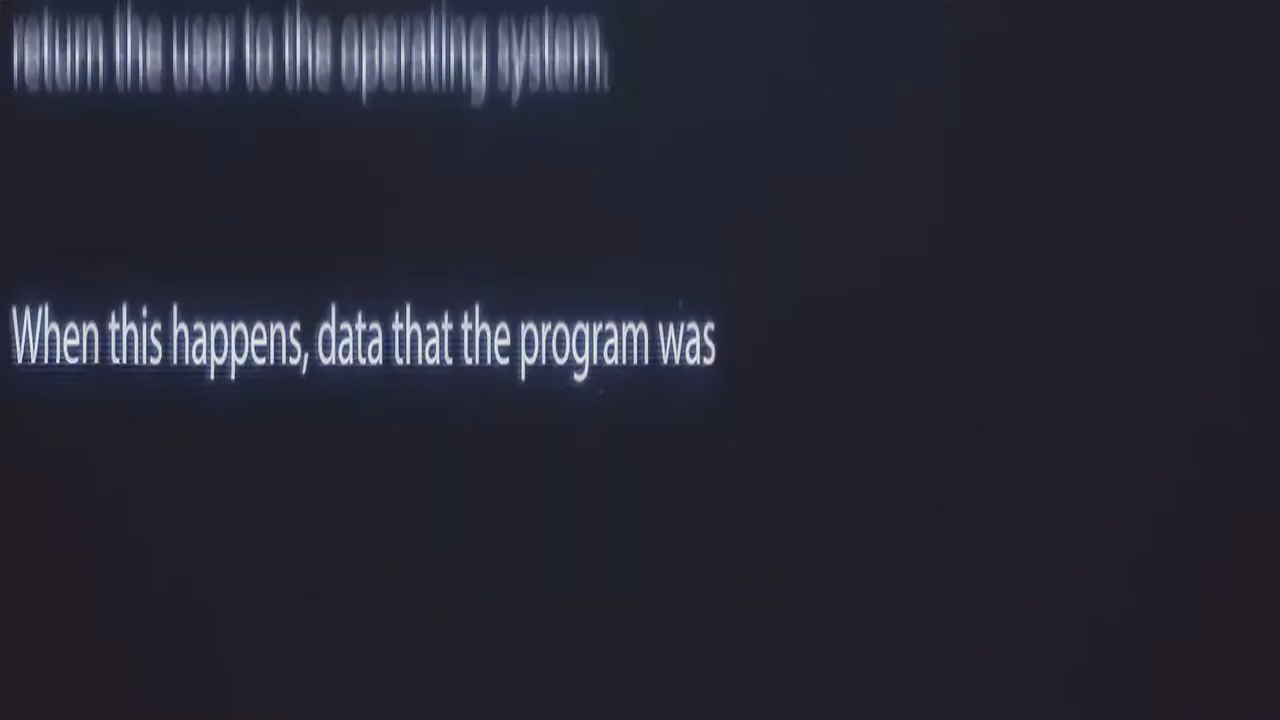 return the user to the operating system.
When this happens, data that the program was